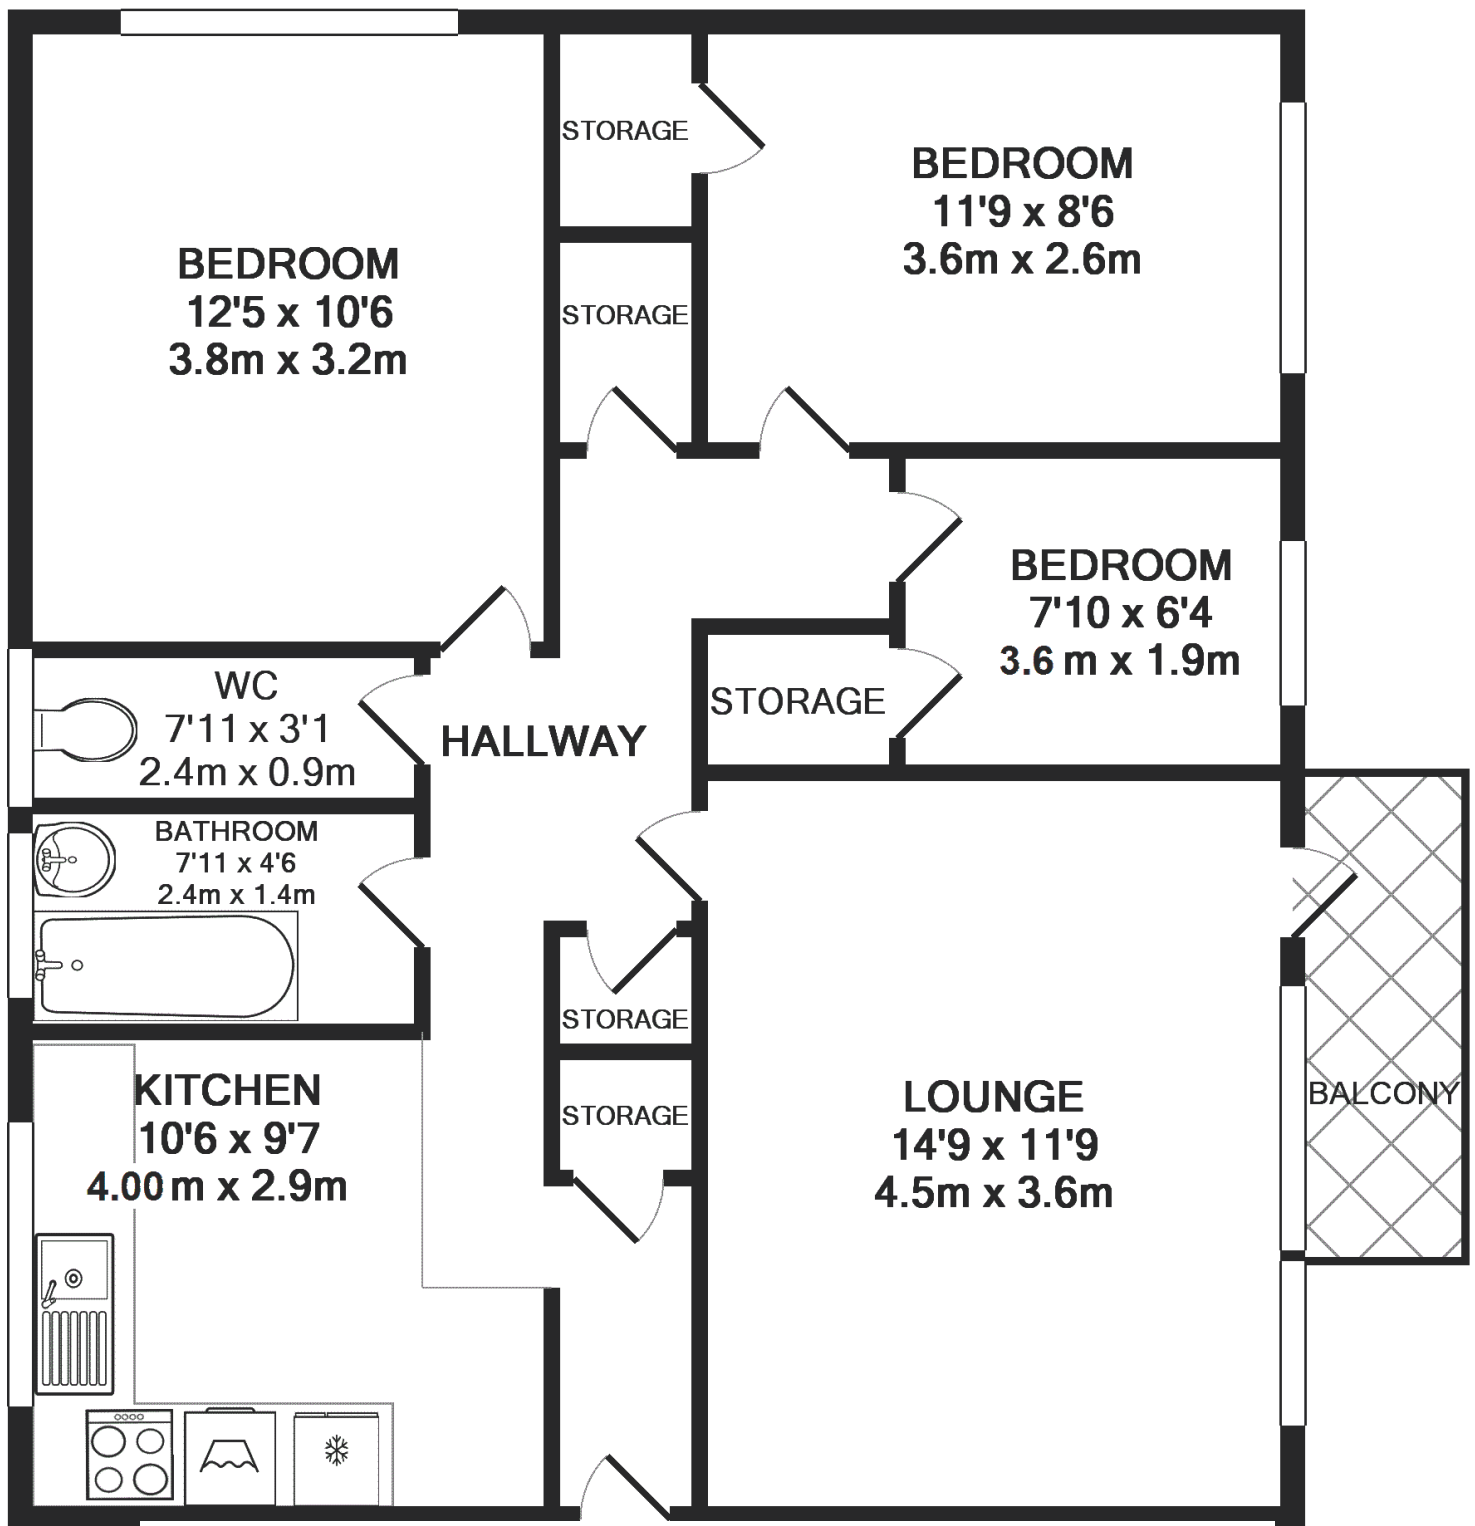 STORAGE
BEDROOM
11'9 x 8'6
3.6m x 2.6m
BEDROOM
12'5 x 10'6
3.8m x 3.2m
STORAGE
BEDROOM
7'10 x 6'4
3.6 m x 1.9m
WC
7'11 x 3'1
2.4m x 0.9m
HALLWAY
STORAGE
BATHROOM
7'11 x 4'6
2.4m x 1.4m
STORAGE
KITCHEN
10'6 x 9'7
4.00 m x 2.9m
STORAGE
LOUNGE
14'9 x 11'9
4.5m x 3.6m
BALCONY